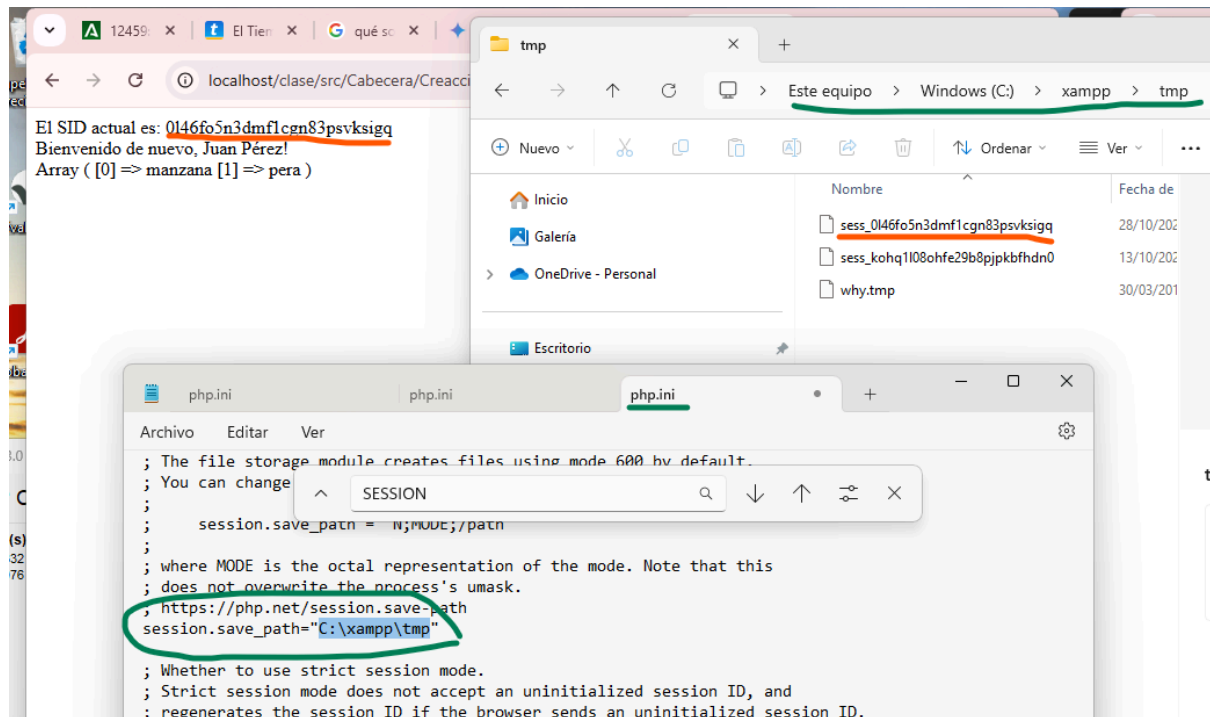 12459:
El Tien
qué sc
localhost/clase/src/Cabecera/Creacci
El SID actual es: 0l46fo5n3dmf1cgn83psvksigq
Bienvenido de nuevo, Juan Pérez!
Array ( [0] => manzana [1] => pera )
tmp
Este equipo > Windows (C:) > xampp > tmp
Nuevo
Ordenar
Ver
Inicio
Galería
OneDrive - Personal
Escritorio
Nombre
Fecha de
sess_0l46fo5n3dmf1cgn83psvksigq
28/10/202
sess_kohq1l08ohfe29b8pjpkbfhdn0
13/10/202
why.tmp
30/03/201
php.ini
php.ini
php.ini
Archivo
Editar
Ver
; The file storage module creates files using mode 600 by default.
; You can change
SESSION
;
; session.save_path = N;MODE;/path
;
; where MODE is the octal representation of the mode. Note that this
; does not overwrite the process's umask.
; https://php.net/session.save-path
session.save_path="C:\xampp\tmp"
; Whether to use strict session mode.
; Strict session mode does not accept an uninitialized session ID, and
; regenerates the session ID if the browser sends an uninitialized session ID.